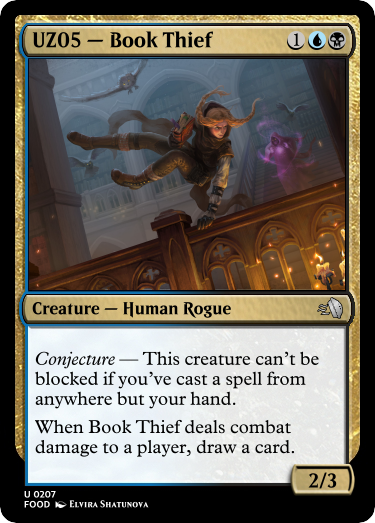 UZ05 — Book Thief 1
Creature — Human Rogue
Conjecture — This creature can't be
blocked if you've cast a spell from
anywhere but your hand.
When Book Thief deals combat
damage to a player, draw a card.
2/3
U 0207
FOOD Elvira Shatunova